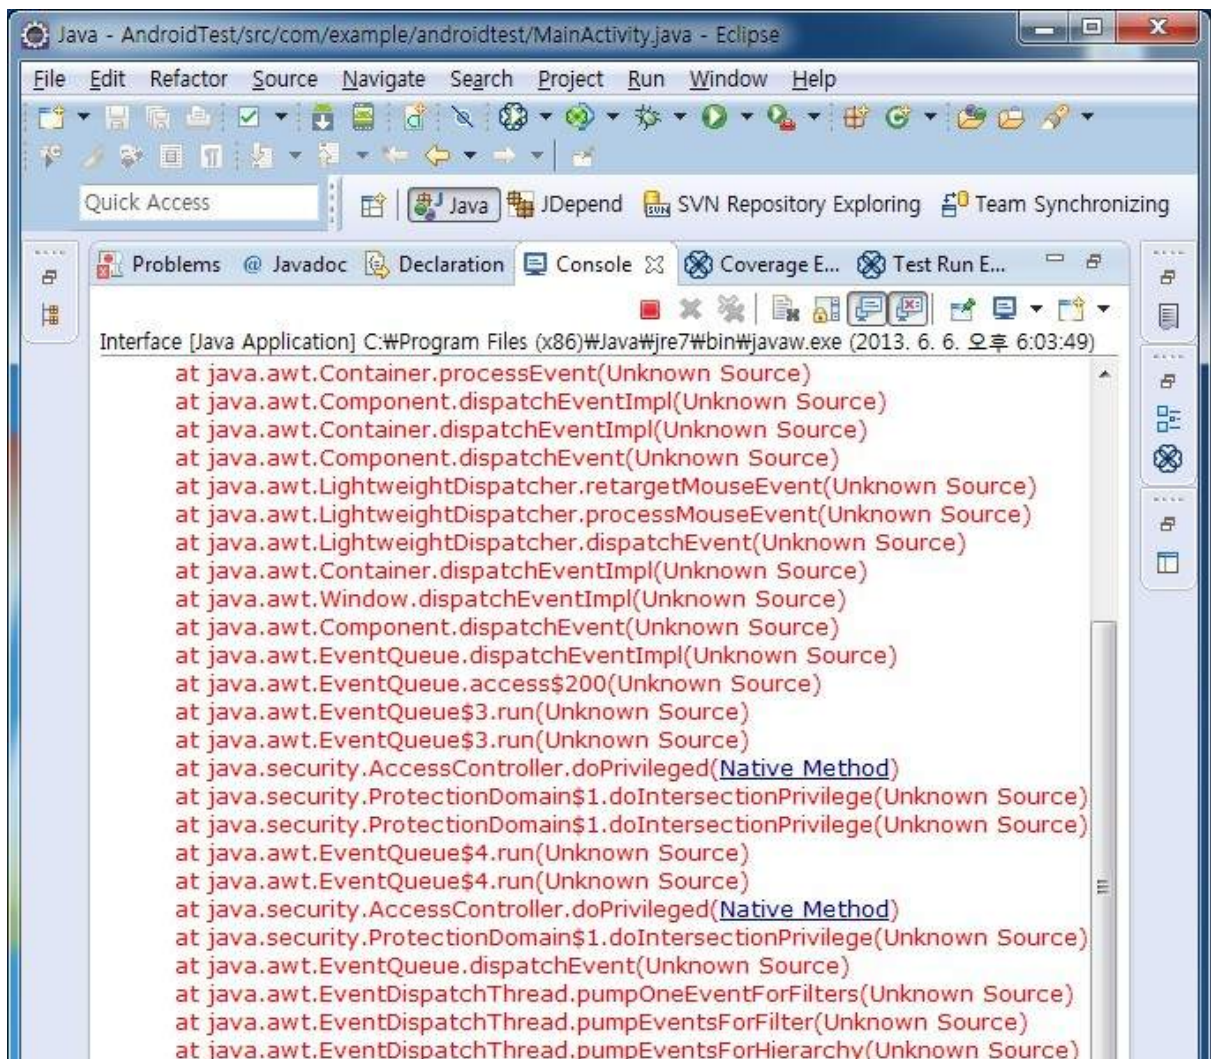 Java - AndroidTest/src/com/example/androidtest/MainActivity.java - Eclipse
File Edit Refactor Source Navigate Search Project Run Window Help
Quick Access Java JDepend SVN Repository Exploring Team Synchronizing
Problems @ Javadoc Declaration Console Coverage E... Test Run E...
Interface [Java Application] C:₩Program Files (x86)₩Java₩jre7₩bin₩javaw.exe (2013. 6. 6. 오후 6:03:49)
at java.awt.Container.processEvent(Unknown Source)
at java.awt.Component.dispatchEventImpl(Unknown Source)
at java.awt.Container.dispatchEventImpl(Unknown Source)
at java.awt.Component.dispatchEvent(Unknown Source)
at java.awt.LightweightDispatcher.retargetMouseEvent(Unknown Source)
at java.awt.LightweightDispatcher.processMouseEvent(Unknown Source)
at java.awt.LightweightDispatcher.dispatchEvent(Unknown Source)
at java.awt.Container.dispatchEventImpl(Unknown Source)
at java.awt.Window.dispatchEventImpl(Unknown Source)
at java.awt.Component.dispatchEvent(Unknown Source)
at java.awt.EventQueue.dispatchEventImpl(Unknown Source)
at java.awt.EventQueue.access$200(Unknown Source)
at java.awt.EventQueue$3.run(Unknown Source)
at java.awt.EventQueue$3.run(Unknown Source)
at java.security.AccessController.doPrivileged(Native Method)
at java.security.ProtectionDomain$1.doIntersectionPrivilege(Unknown Source)
at java.security.ProtectionDomain$1.doIntersectionPrivilege(Unknown Source)
at java.awt.EventQueue$4.run(Unknown Source)
at java.awt.EventQueue$4.run(Unknown Source)
at java.security.AccessController.doPrivileged(Native Method)
at java.security.ProtectionDomain$1.doIntersectionPrivilege(Unknown Source)
at java.awt.EventQueue.dispatchEvent(Unknown Source)
at java.awt.EventDispatchThread.pumpOneEventForFilters(Unknown Source)
at java.awt.EventDispatchThread.pumpEventsForFilter(Unknown Source)
at java.awt.EventDispatchThread.pumpEventsForHierarchy(Unknown Source)